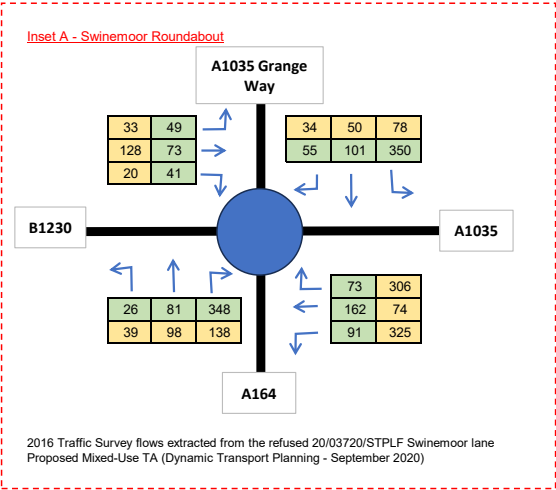 Inset A - Swinemoor Roundabout
A1035 Grange
Way
33 49
128 73
20 41
34 50 78
55 101 350
B1230
A1035
26 81 348
39 98 138
73 306
162 74
91 325
A164
2016 Traffic Survey flows extracted from the refused 20/03720/STPLF Swinemoor lane
Proposed Mixed-Use TA (Dynamic Transport Planning - September 2020)